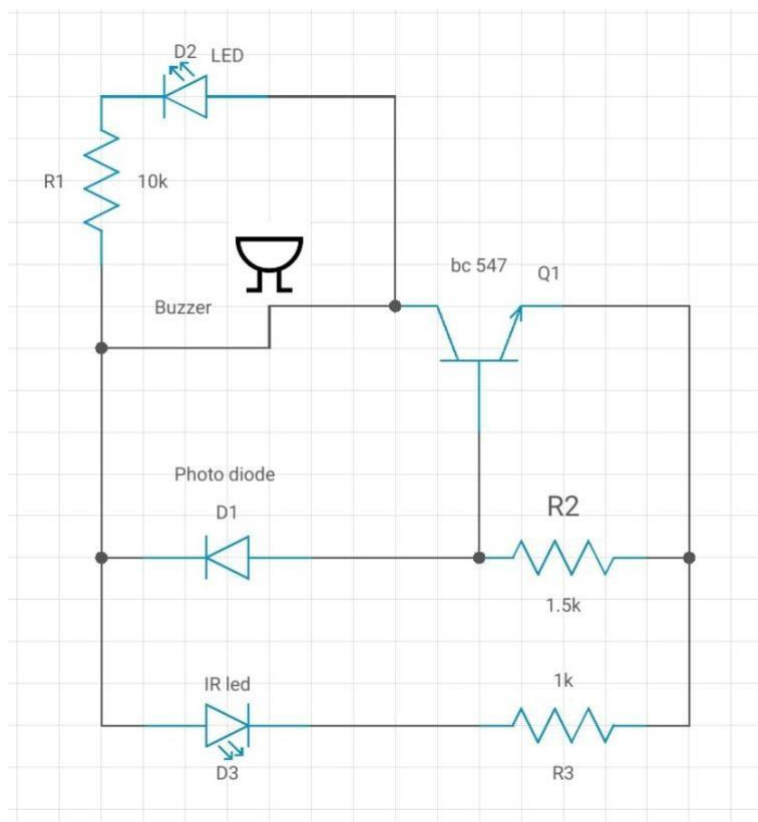 D2 LED
R1 10k
bc 547 Q1
Buzzer
Photo diode
D1
R2
1.5k
IR led
1k
D3
R3